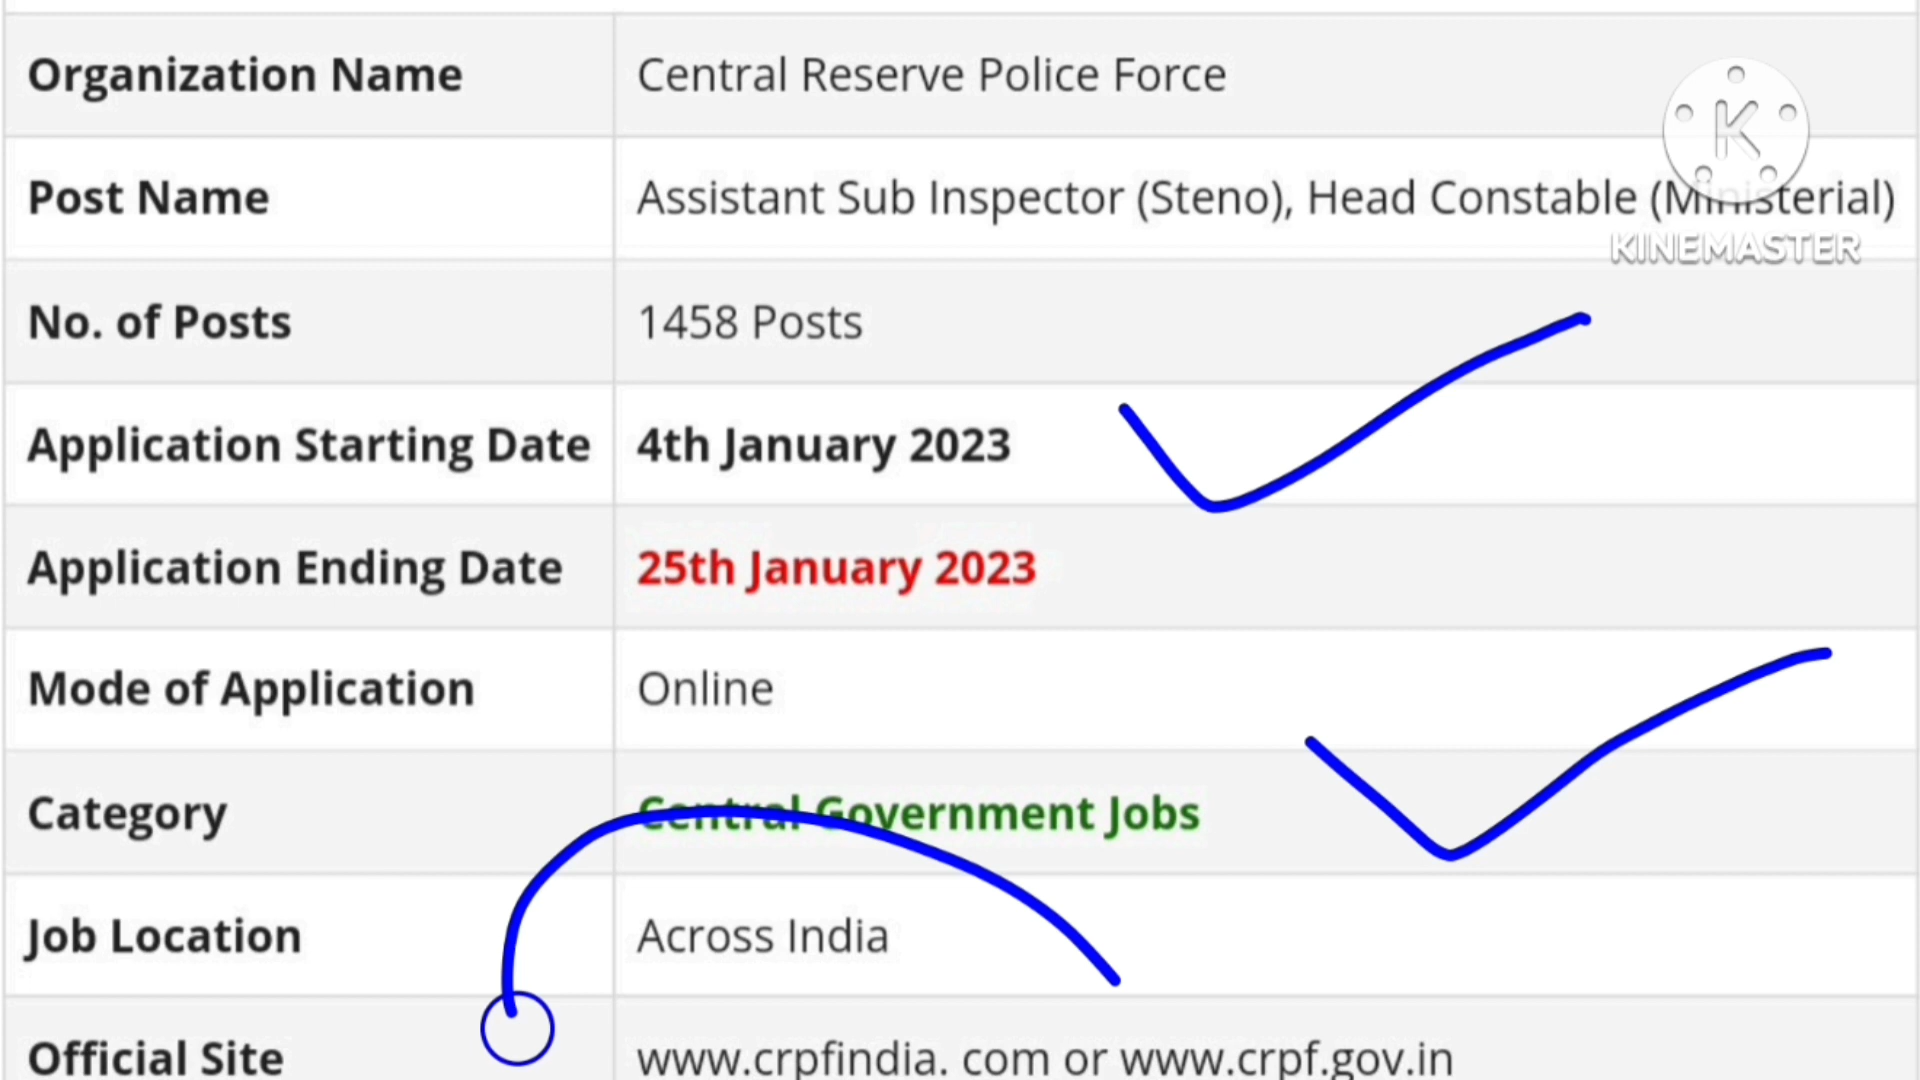 Organization Name Central Reserve Police Force
Post Name Assistant Sub Inspector (Steno), Head Constable (Ministerial)
KINEMASTER
No. of Posts 1458 Posts
Application Starting Date 4th January 2023
Application Ending Date 25th January 2023
Mode of Application Online
Category Central Government Jobs
Job Location Across India
Official Site www.crpfindia. com or www.crpf.gov.in